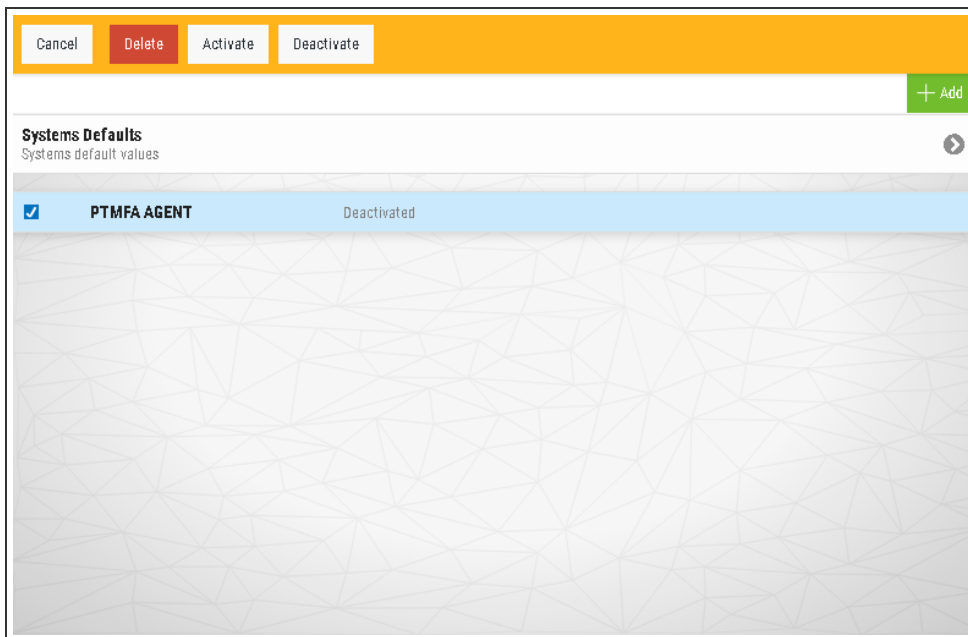 Cancel Delete Activate Deactivate
+ Add
Systems Defaults
Systems default values
PTMFA AGENT Deactivated